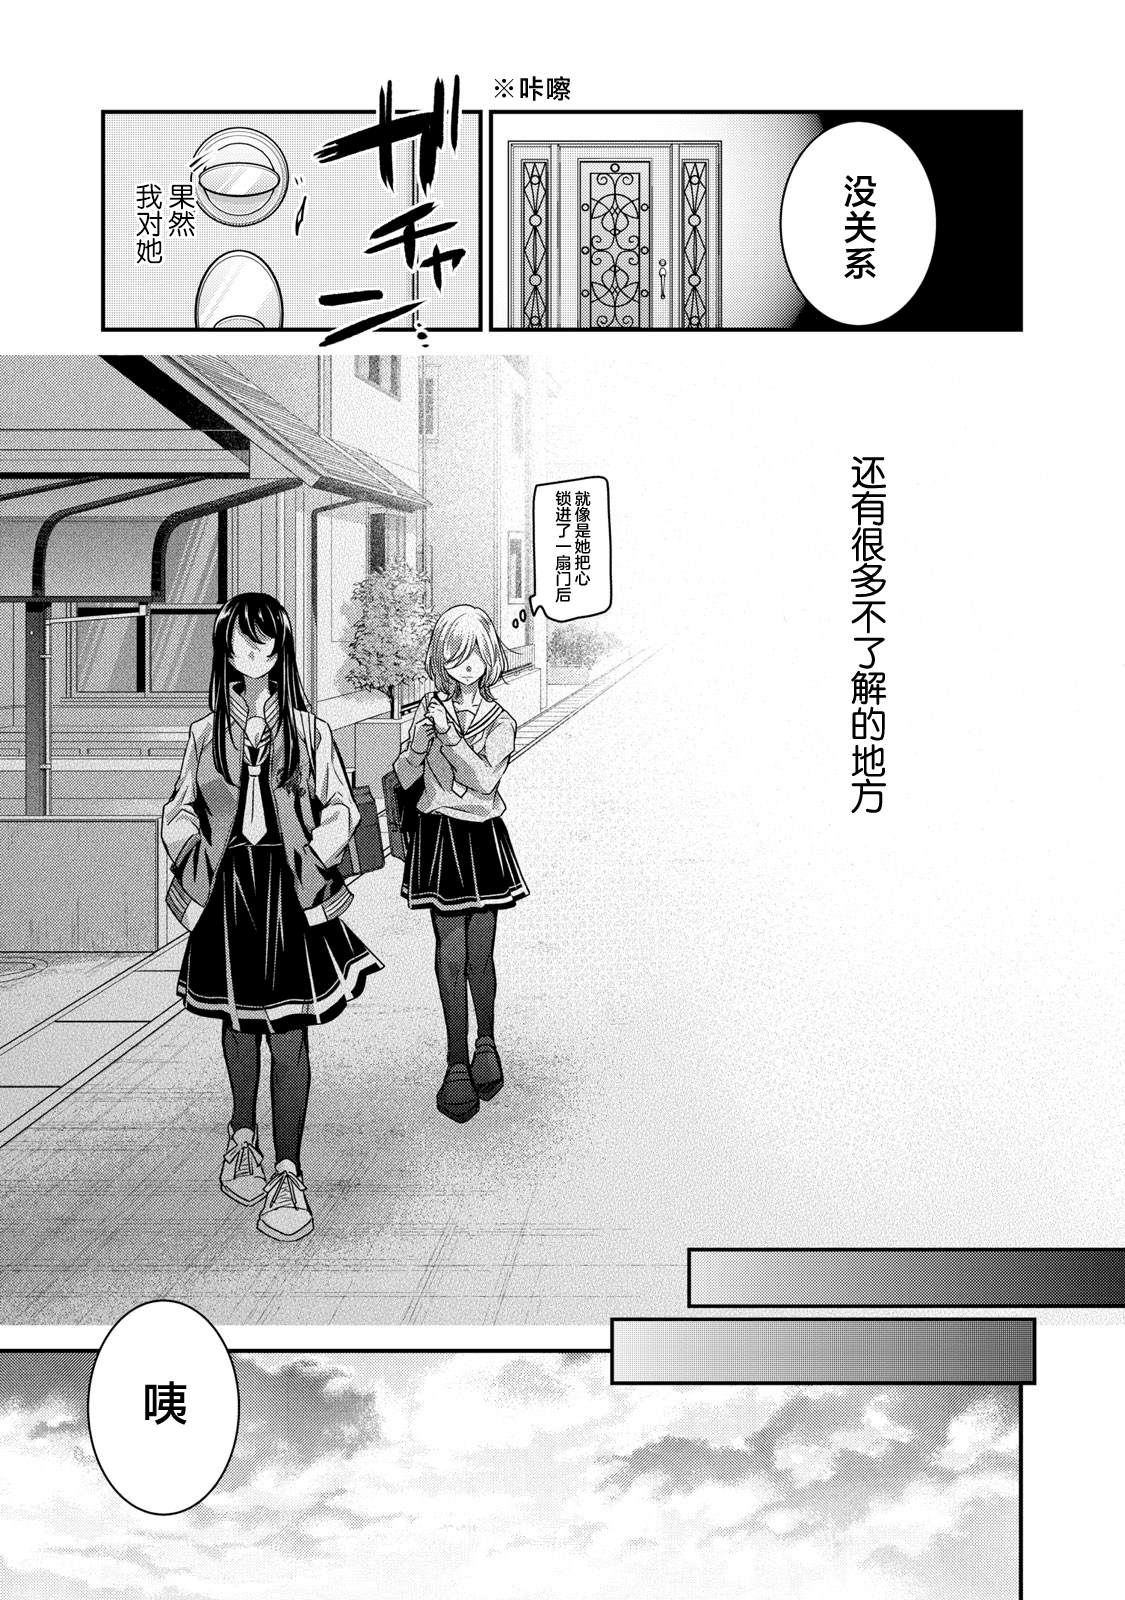 ※咔嚓
没关系
ガ
チャン
果然
我对她
还有很多不了解的地方
就像是她把心
锁进了一扇门后
咦